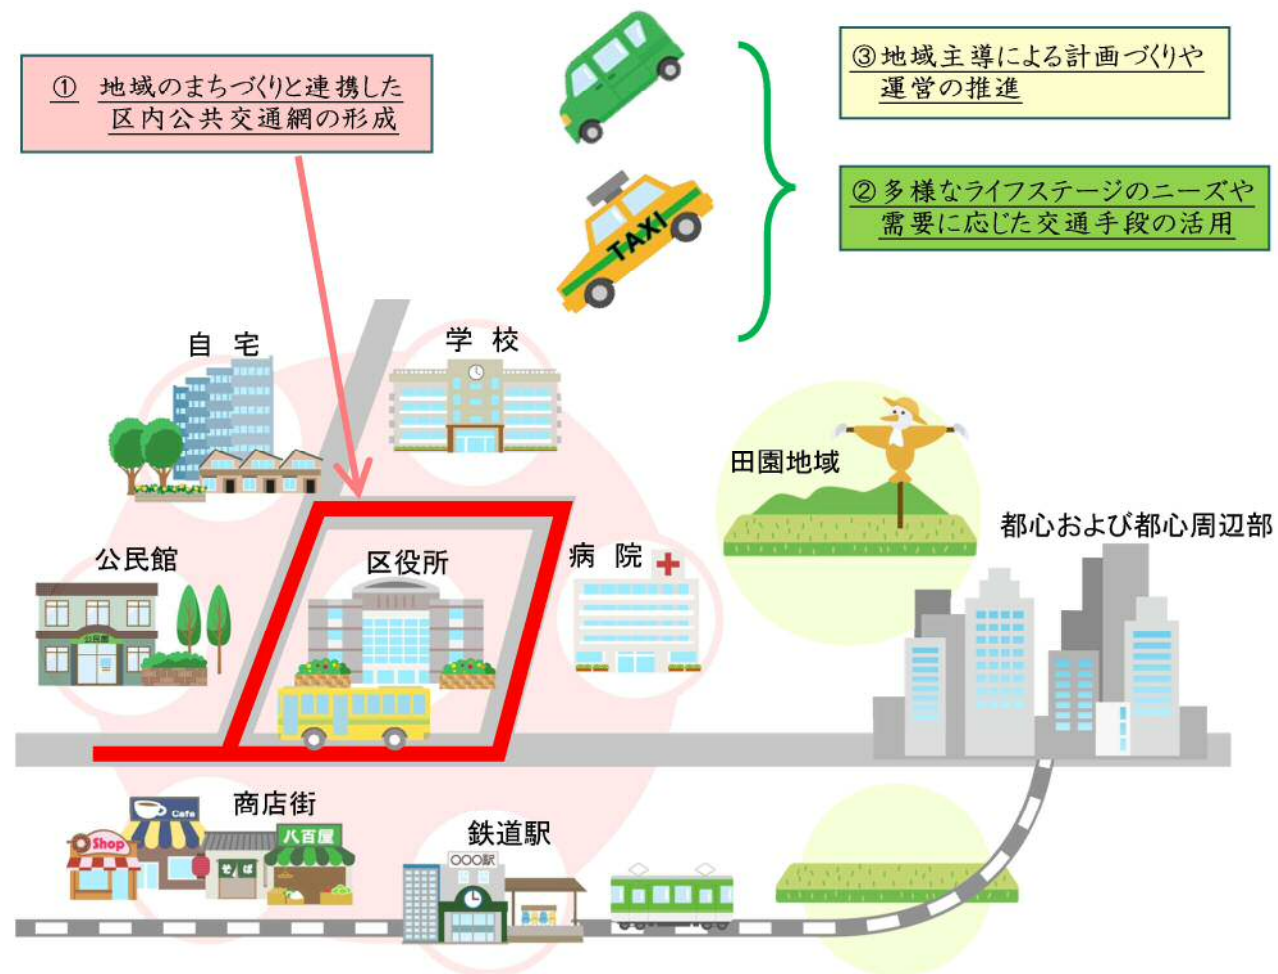 ① 地域のまちづくりと連携した
区内公共交通網の形成
③地域主導による計画づくりや
運営の推進
②多様なライフステージのニーズや
需要に応じた交通手段の活用
TAXI
自 宅
学 校
田園地域
都心および都心周辺部
公民館
公民館
区役所
病 院
商店街
Cafe
Shop
そば
八百屋
鉄道駅
○○○駅